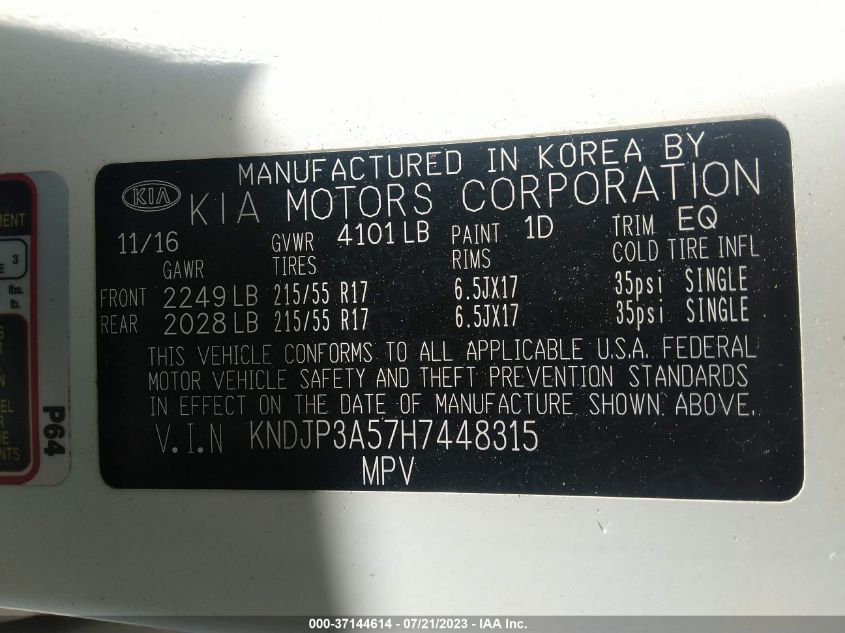 MANUFACTURED IN KOREA BY
KIA KIA MOTORS CORPORATION
11/16 GVWR 4101 LB PAINT 1D TRIM EQ
GAWR TIRES RIMS COLD TIRE INFL
FRONT 2249 LB 215/55 R17 6.5JX17 35psi SINGLE
REAR 2028 LB 215/55 R17 6.5JX17 35psi SINGLE
THIS VEHICLE CONFORMS TO ALL APPLICABLE U.S.A. FEDERAL
MOTOR VEHICLE SAFETY AND THEFT PREVENTION STANDARDS
IN EFFECT ON THE DATE OF MANUFACTURE SHOWN ABOVE.
V.I.N KNDJP3A57H7448315
MPV
3
lbs.
lb.
P64
000-37144614 - 07/21/2023 - IAA Inc.